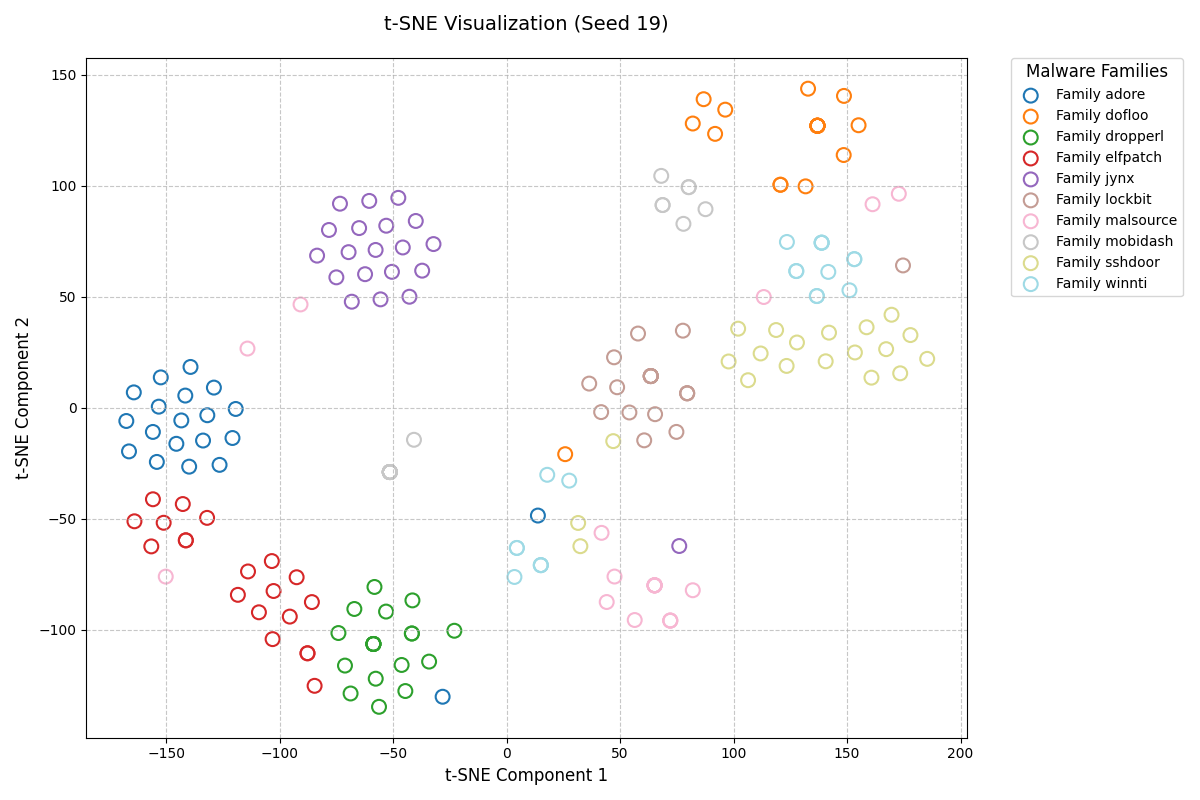 t-SNE Visualization (Seed 19)
150
100
50
0
−50
−100
t-SNE Component 2
−150
−100
−50
0
50
100
150
200
t-SNE Component 1
Malware Families
Family adore
Family dofloo
Family dropperl
Family elfpatch
Family jynx
Family lockbit
Family malsource
Family mobidash
Family sshdoor
Family winnti